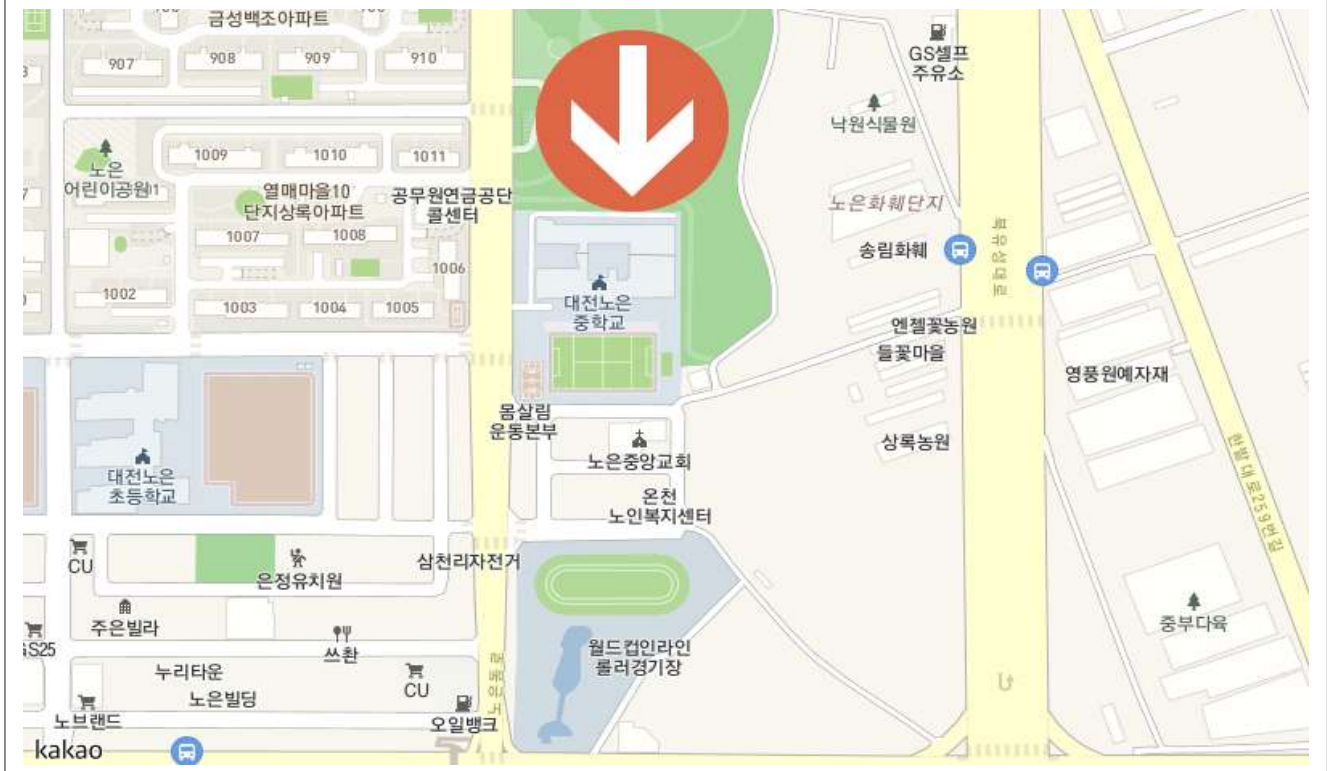 금성백조아파트
907
908
909
910
GS셀프
주유소
낙원식물원
노은
어린이공원
1009
1010
1011
열매마을10
단지상록아파트
공무원연금공단
콜센터
1007
1008
1006
1002
1003
1004
1005
노은화훼단지
송림화훼
북유성대로
대전노은
중학교
엔젤꽃농원
들꽃마을
영풍원예자재
몸살림
운동본부
노은중앙교회
상록농원
한밭대로259번길
대전노은
초등학교
온천
노인복지센터
CU
은정유치원
삼천리자전거
주은빌라
GS25
쓰촨
월드컵인라인
롤러경기장
중부다육
누리타운
노은빌딩
CU
노은동로
노브랜드
오일뱅크
kakao